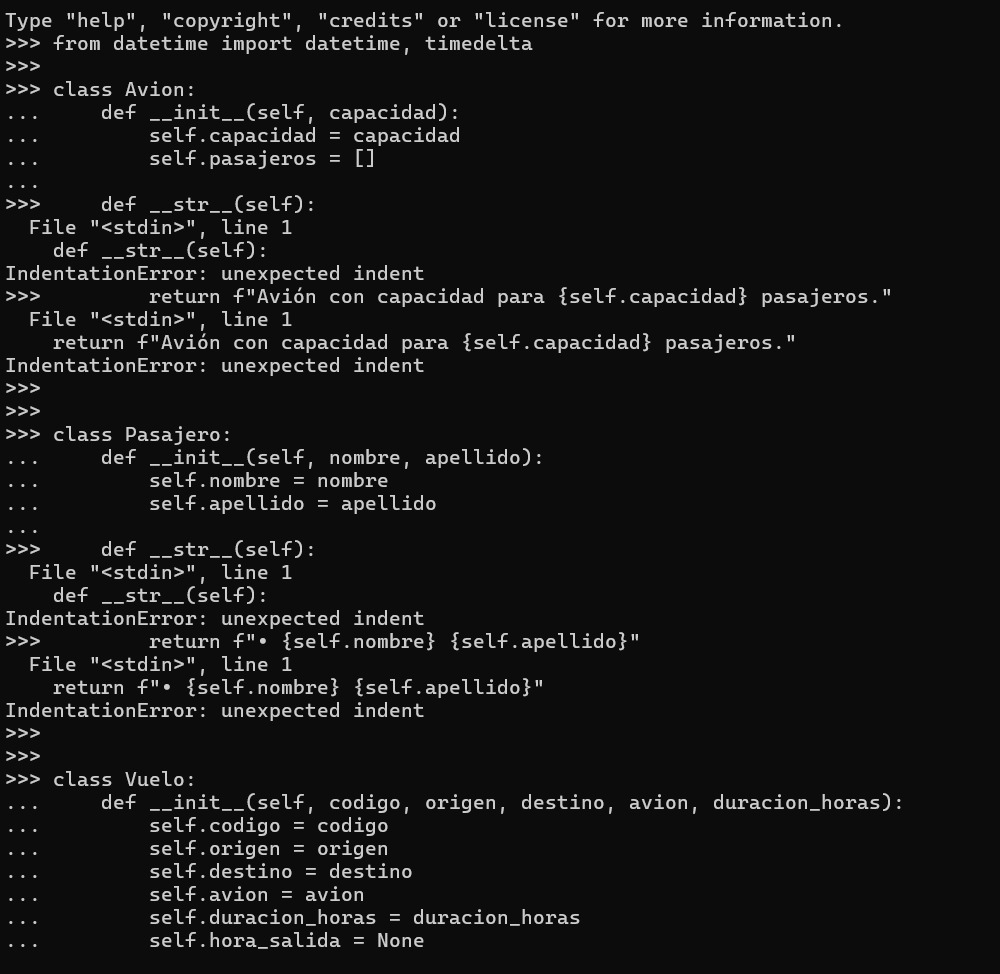 Type "help", "copyright", "credits" or "license" for more information.
>>> from datetime import datetime, timedelta
>>>
>>> class Avion:
...     def __init__(self, capacidad):
...         self.capacidad = capacidad
...         self.pasajeros = []
...
>>>     def __str__(self):
  File "<stdin>", line 1
    def __str__(self):
IndentationError: unexpected indent
>>>         return f"Avión con capacidad para {self.capacidad} pasajeros."
  File "<stdin>", line 1
    return f"Avión con capacidad para {self.capacidad} pasajeros."
IndentationError: unexpected indent
>>>
>>>
>>> class Pasajero:
...     def __init__(self, nombre, apellido):
...         self.nombre = nombre
...         self.apellido = apellido
...
>>>     def __str__(self):
  File "<stdin>", line 1
    def __str__(self):
IndentationError: unexpected indent
>>>         return f"• {self.nombre} {self.apellido}"
  File "<stdin>", line 1
    return f"• {self.nombre} {self.apellido}"
IndentationError: unexpected indent
>>>
>>>
>>> class Vuelo:
...     def __init__(self, codigo, origen, destino, avion, duracion_horas):
...         self.codigo = codigo
...         self.origen = origen
...         self.destino = destino
...         self.avion = avion
...         self.duracion_horas = duracion_horas
...         self.hora_salida = None